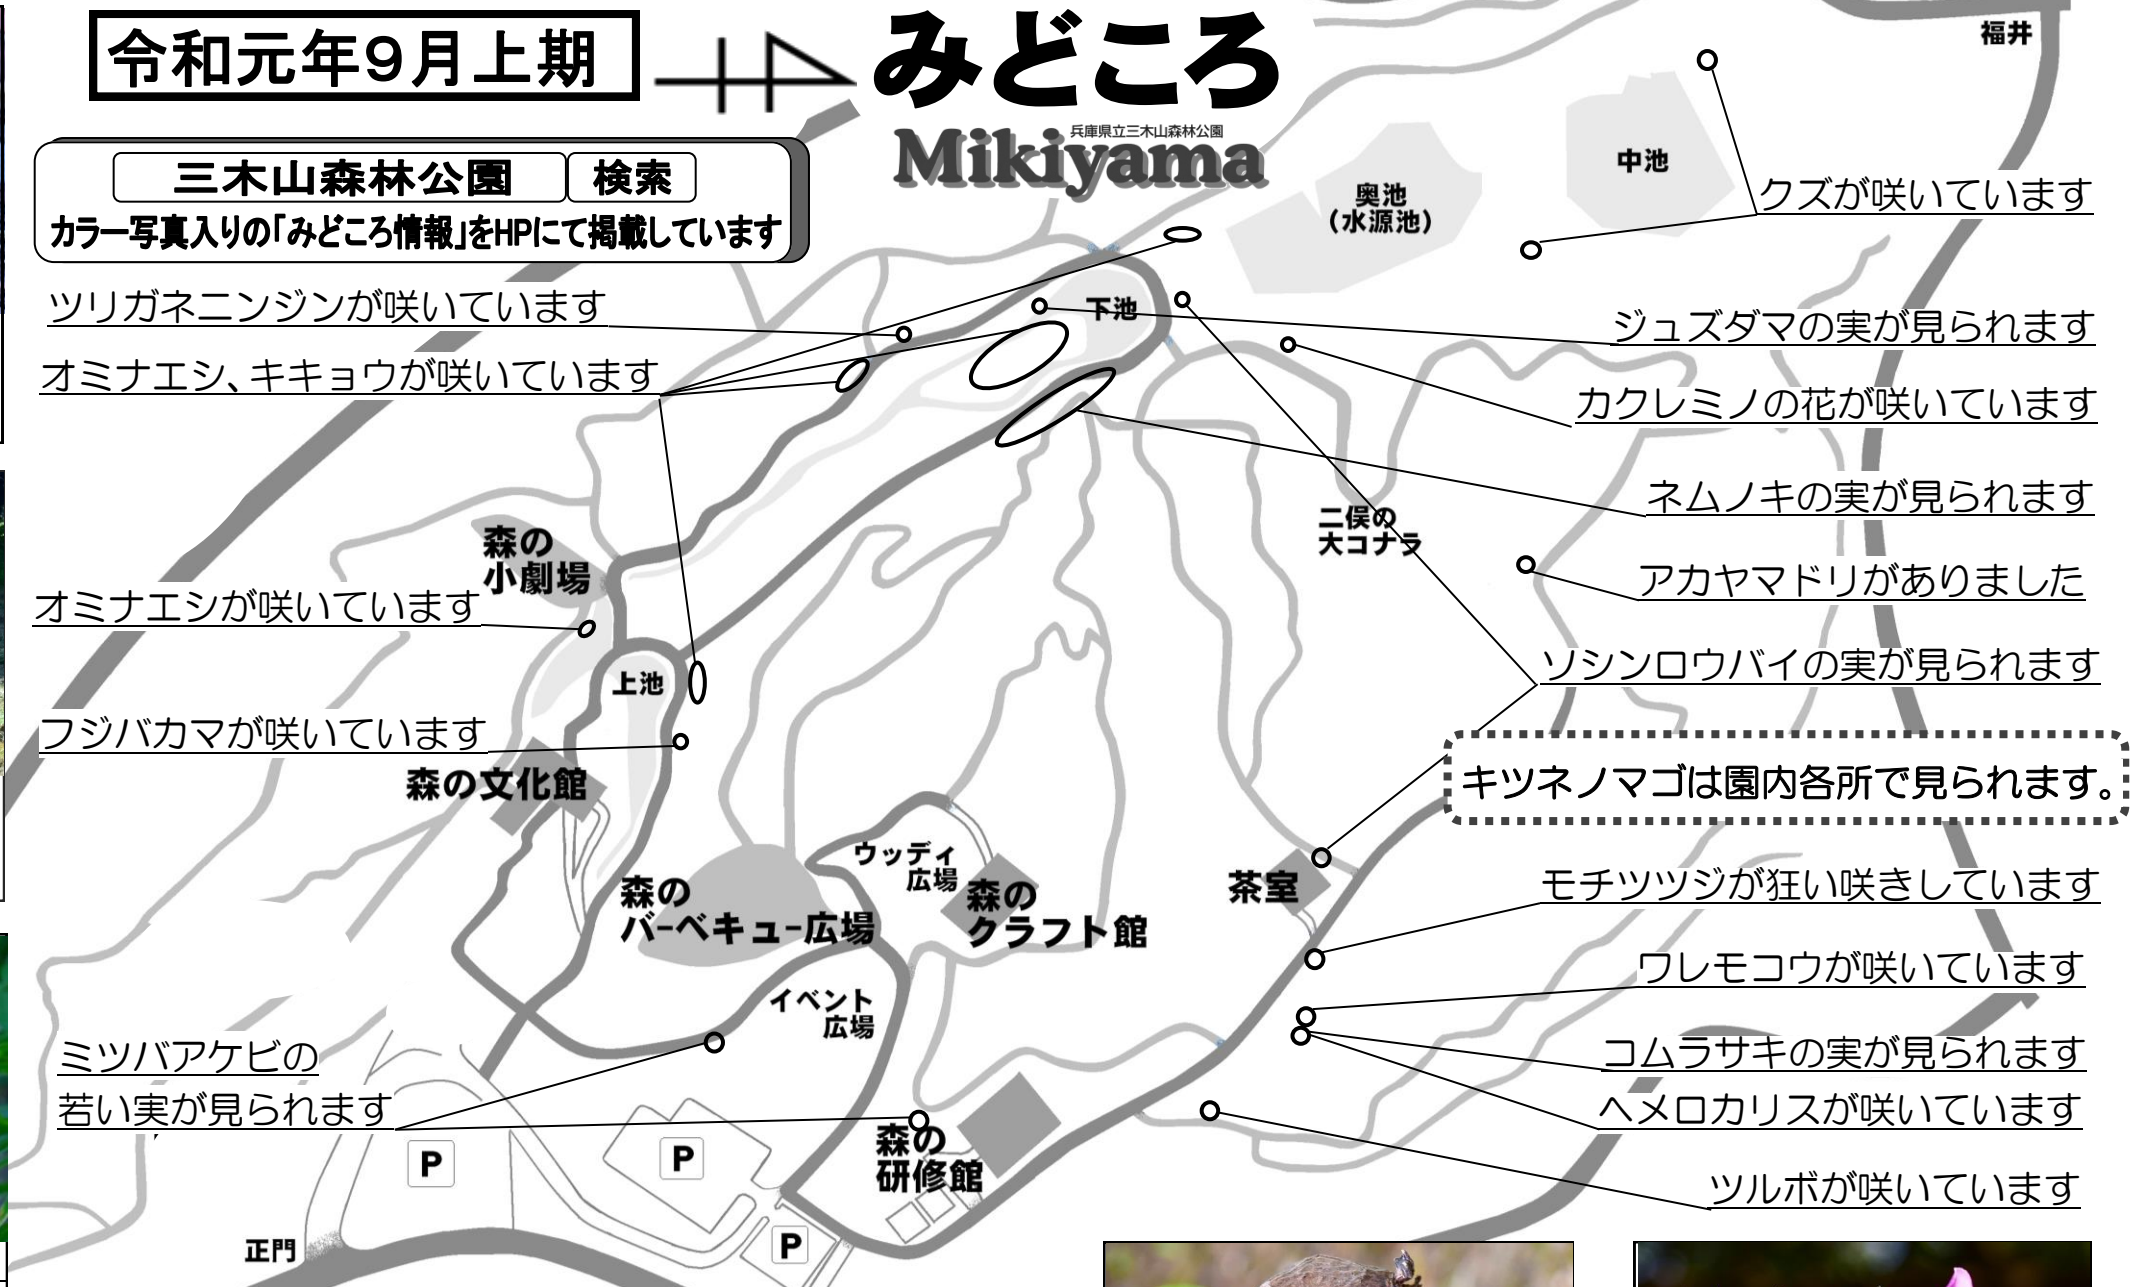 令和元年9月上期
みどころ
兵庫県立三木山森林公園
Mikiyama
三木山森林公園 検索
カラー写真入りの「みどころ情報」をHPにて掲載しています
福井
中池
奥池
(水源池)
クズが咲いています
ツリガネニンジンが咲いています
下池
ジュズダマの実が見られます
オミナエシ、キキョウが咲いています
カクレミノの花が咲いています
ネムノキの実が見られます
二俣の
大コナラ
森の
小劇場
アカヤマドリがありました
オミナエシが咲いています
ソシンロウバイの実が見られます
上池
フジバカマが咲いています
森の文化館
キツネノマゴは園内各所で見られます。
ウッディ
広場
森の
バーベキュー広場
森の
クラフト館
茶室
モチツツジが狂い咲きしています
ワレモコウが咲いています
イベント
広場
ミツバアケビの
若い実が見られます
コムラサキの実が見られます
ヘメロカリスが咲いています
森の
研修館
P
P
P
ツルボが咲いています
正門